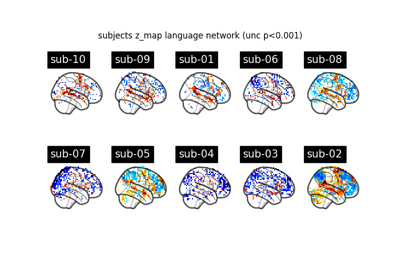 subjects z_map language network (unc p<0.001)
sub-10 sub-09 sub-01 sub-06 sub-08
sub-07 sub-05 sub-04 sub-03 sub-02